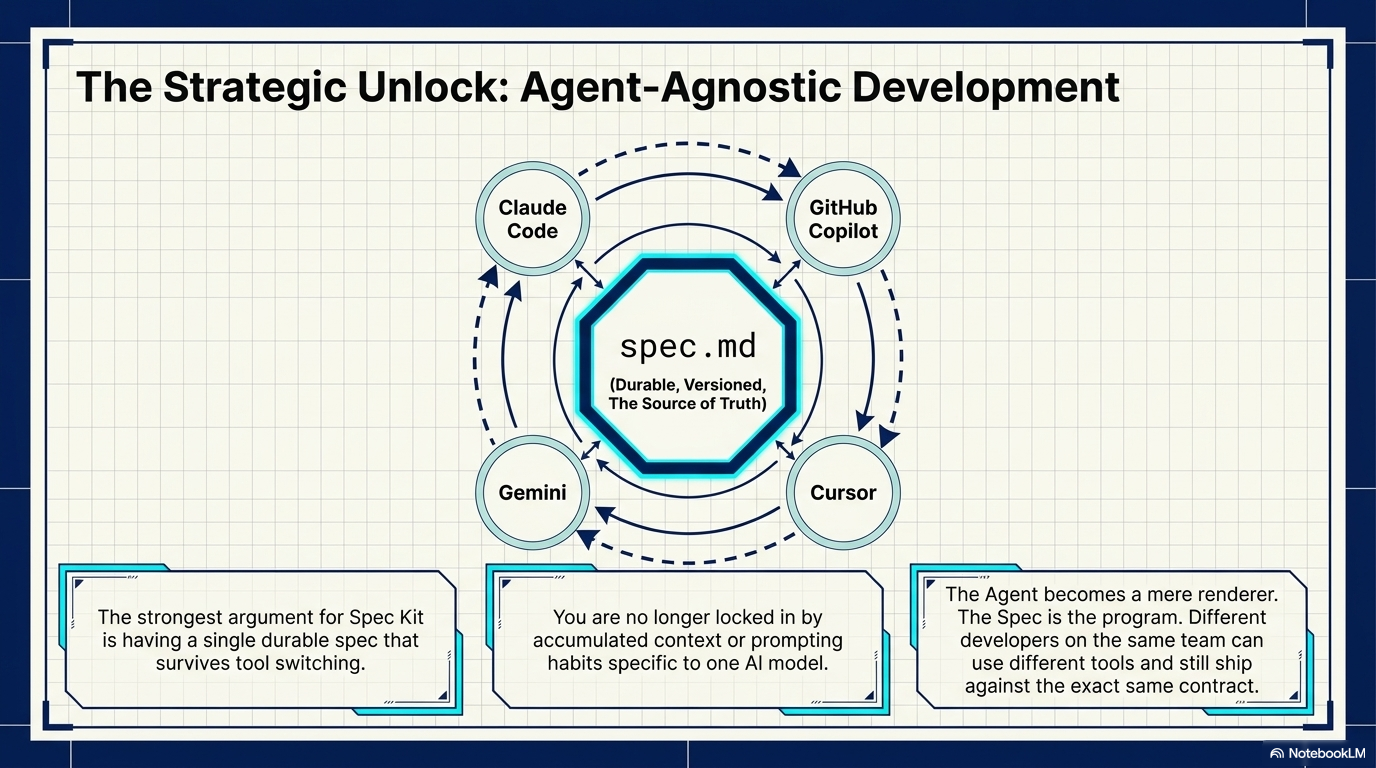 The Strategic Unlock: Agent-Agnostic Development
Claude
Code
GitHub
Copilot
spec.md
(Durable, Versioned,
The Source of Truth)
Gemini
Cursor
The strongest argument for Spec Kit
is having a single durable spec that
survives tool switching.
You are no longer locked in by
accumulated context or prompting
habits specific to one AI model.
The Agent becomes a mere renderer.
The Spec is the program. Different
developers on the same team can
use different tools and still ship
against the exact same contract.
NotebookLM